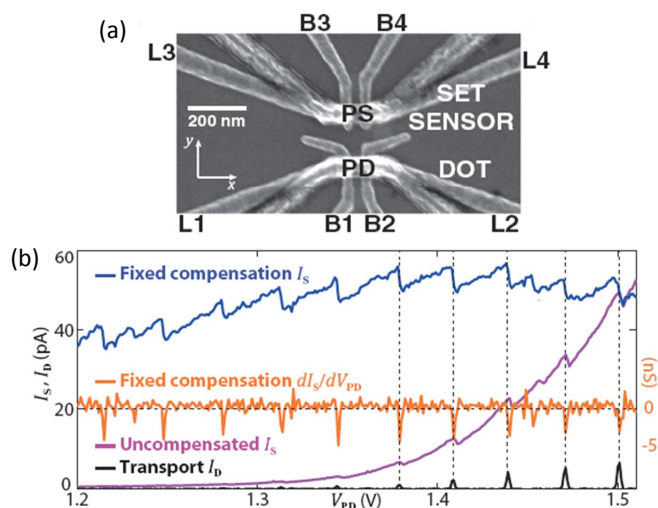 (a)
B3 B4
L3
L4
PS
SET
SENSOR
200 nm
y
x
PD
DOT
L1
B1 B2
L2
(b)
60
40
20
0
I_S, I_D (pA)
Fixed compensation I_S
Fixed compensation dI_S/dV_PD
Uncompensated I_S
Transport I_D
(nS)
0
-5
1.2
1.3
V_PD (V)
1.4
1.5